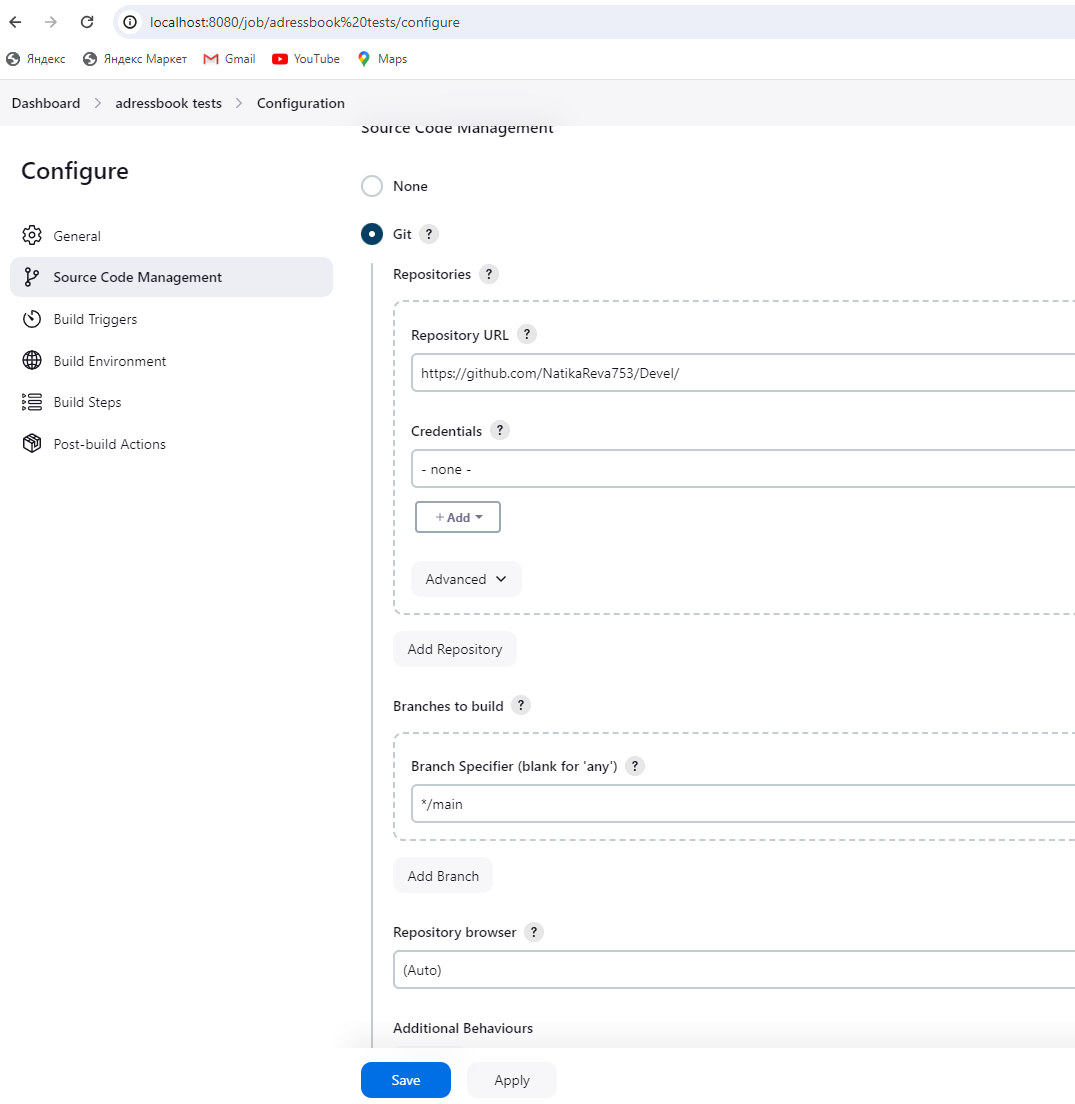 localhost:8080/job/adressbook%20tests/configure
Яндекс Яндекс Маркет Gmail YouTube Maps
Dashboard adressbook tests Configuration
Source Code Management
Configure
General
Source Code Management
Build Triggers
Build Environment
Build Steps
Post-build Actions
None
Git ?
Repositories ?
Repository URL ?
https://github.com/NatikaReva753/Devel/
Credentials ?
- none -
+ Add
Advanced
Add Repository
Branches to build ?
Branch Specifier (blank for 'any') ?
*/main
Add Branch
Repository browser ?
(Auto)
Additional Behaviours
Save Apply